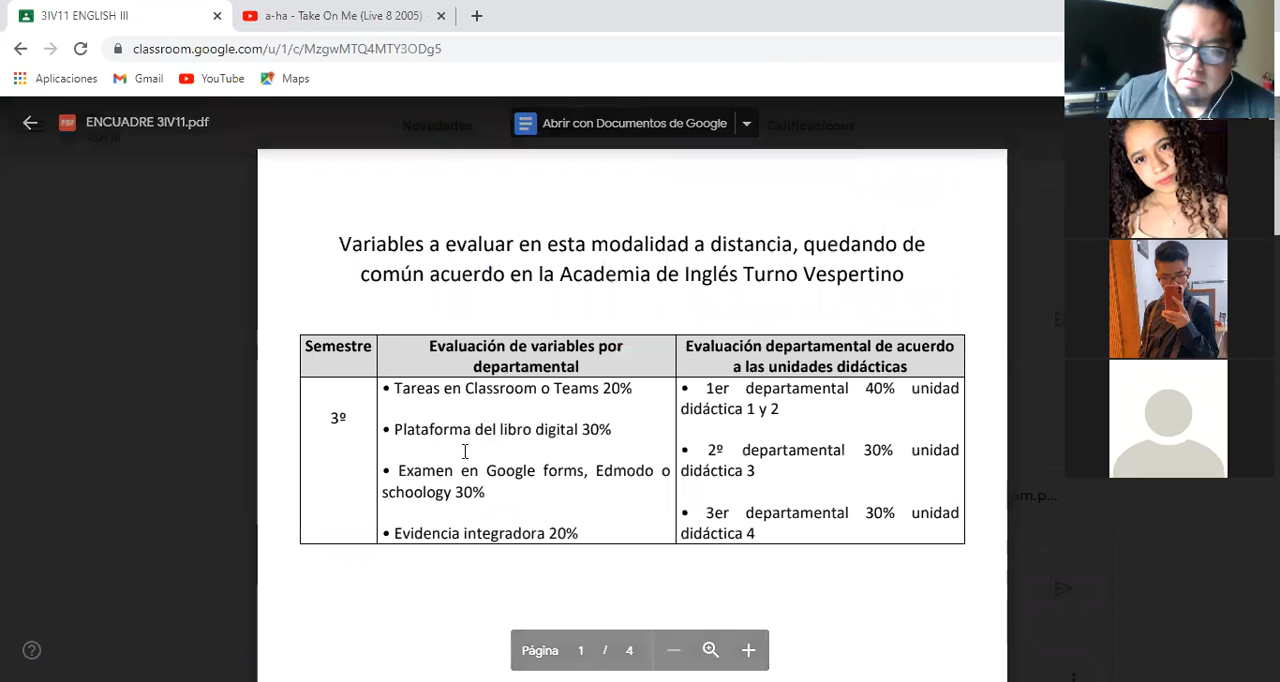 3IV11 ENGLISH III
a-ha - Take On Me (Live 8 2005)
classroom.google.com/u/1/c/MzgwMTQ4MTY3ODg5
Aplicaciones
Gmail
YouTube
Maps
ENCUADRE 3IV11.pdf
Novedades
Abrir con Documentos de Google
Calificaciones
ISH III
Variables a evaluar en esta modalidad a distancia, quedando de
común acuerdo en la Academia de Inglés Turno Vespertino
Semestre
Evaluación de variables por
departamental
Evaluación departamental de acuerdo
a las unidades didácticas
3º
• Tareas en Classroom o Teams 20%
• Plataforma del libro digital 30%
• Examen en Google forms, Edmodo o
schoology 30%
• Evidencia integradora 20%
• 1er departamental 40% unidad
didáctica 1 y 2
• 2º departamental 30% unidad
didáctica 3
• 3er departamental 30% unidad
didáctica 4
om.p...
Página 1 / 4